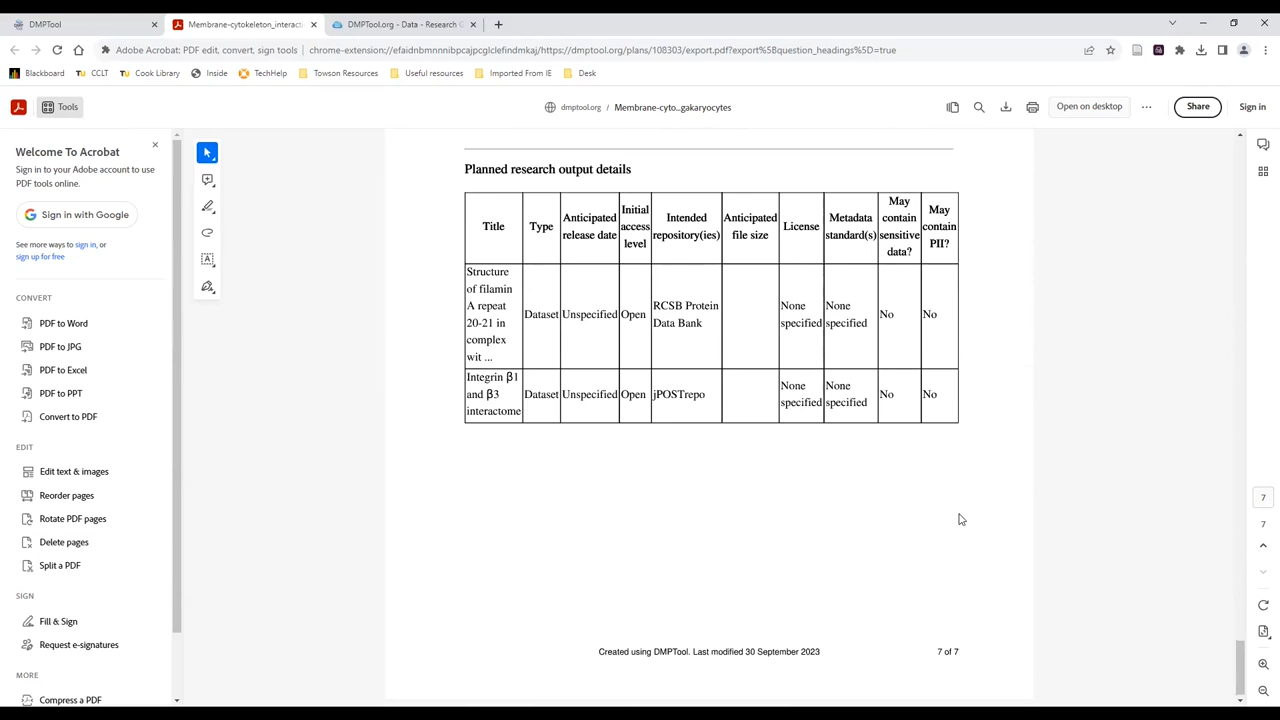 DMPTool
Membrane-cytokeleton_interacti
DMPTool.org - Data - Research
Adobe Acrobat: PDF edit, convert, sign tools
chrome-extension://efaidnbmnnnibpcajpcglclefindmkaj/https://dmptool.org/plans/108303/export.pdf?export%5Bquestion_headings%5D=true
Blackboard
CCLT
Cook Library
Inside
TechHelp
Towson Resources
Useful resources
Imported From IE
Desk
Tools
dmptool.org / Membrane-cyto...gakaryocytes
Open on desktop
Share
Sign in
Welcome To Acrobat
Sign in to your Adobe account to use
PDF tools online.
Sign in with Google
See more ways to sign in, or
sign up for free
CONVERT
PDF to Word
PDF to JPG
PDF to Excel
PDF to PPT
Convert to PDF
EDIT
Edit text & images
Reorder pages
Rotate PDF pages
Delete pages
Split a PDF
SIGN
Fill & Sign
Request e-signatures
MORE
Compress a PDF
Planned research output details
Title
Type
Anticipated
release date
Initial
access
level
Intended
repository(ies)
Anticipated
file size
License
Metadata
standard(s)
May
contain
sensitive
data?
May
contain
PII?
Structure
of filamin
A repeat
20-21 in
complex
wit ...
Dataset
Unspecified
Open
RCSB Protein
Data Bank
None
specified
None
specified
No
No
Integrin β1
and β3
interactome
Dataset
Unspecified
Open
jPOSTrepo
None
specified
None
specified
No
No
Created using DMPTool. Last modified 30 September 2023
7 of 7
7
7